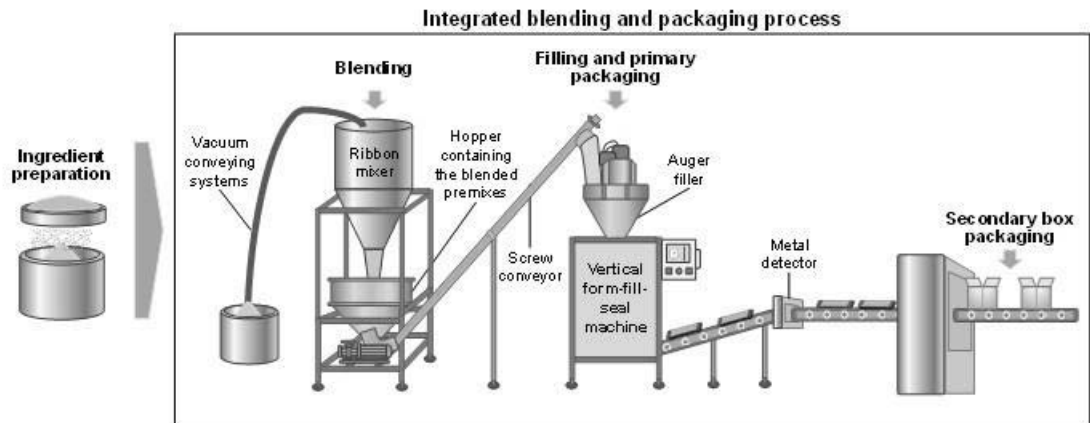 Integrated blending and packaging process
Ingredient
preparation
Blending
Vacuum
conveying
systems
Ribbon
mixer
Hopper
containing
the blended
premixes
Screw
conveyor
Filling and primary
packaging
Auger
filler
Vertical
form-fill-
seal
machine
Metal
detector
Secondary box
packaging